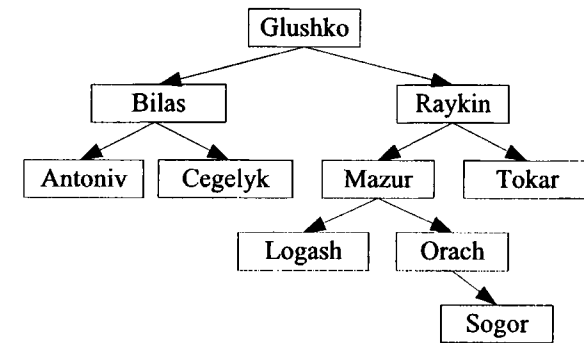 Glushko
Bilas
Raykin
Antoniv
Cegelyk
Mazur
Tokar
Logash
Orach
Sogor